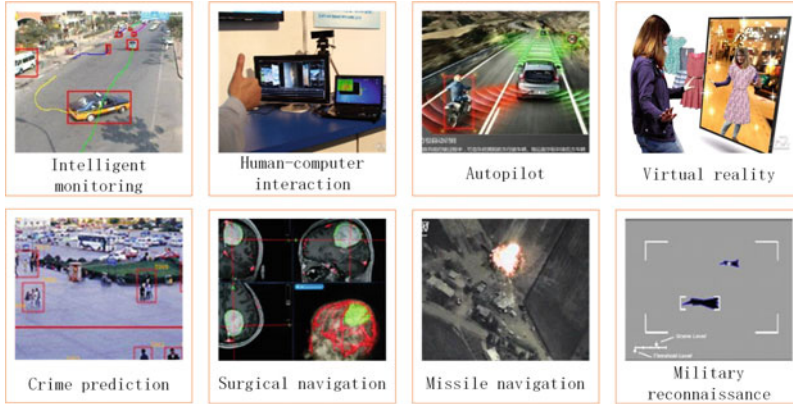 Intelligent
monitoring
Human-computer
interaction
Autopilot
Virtual reality
Crime prediction
Surgical navigation
Missile navigation
Military
reconnaissance